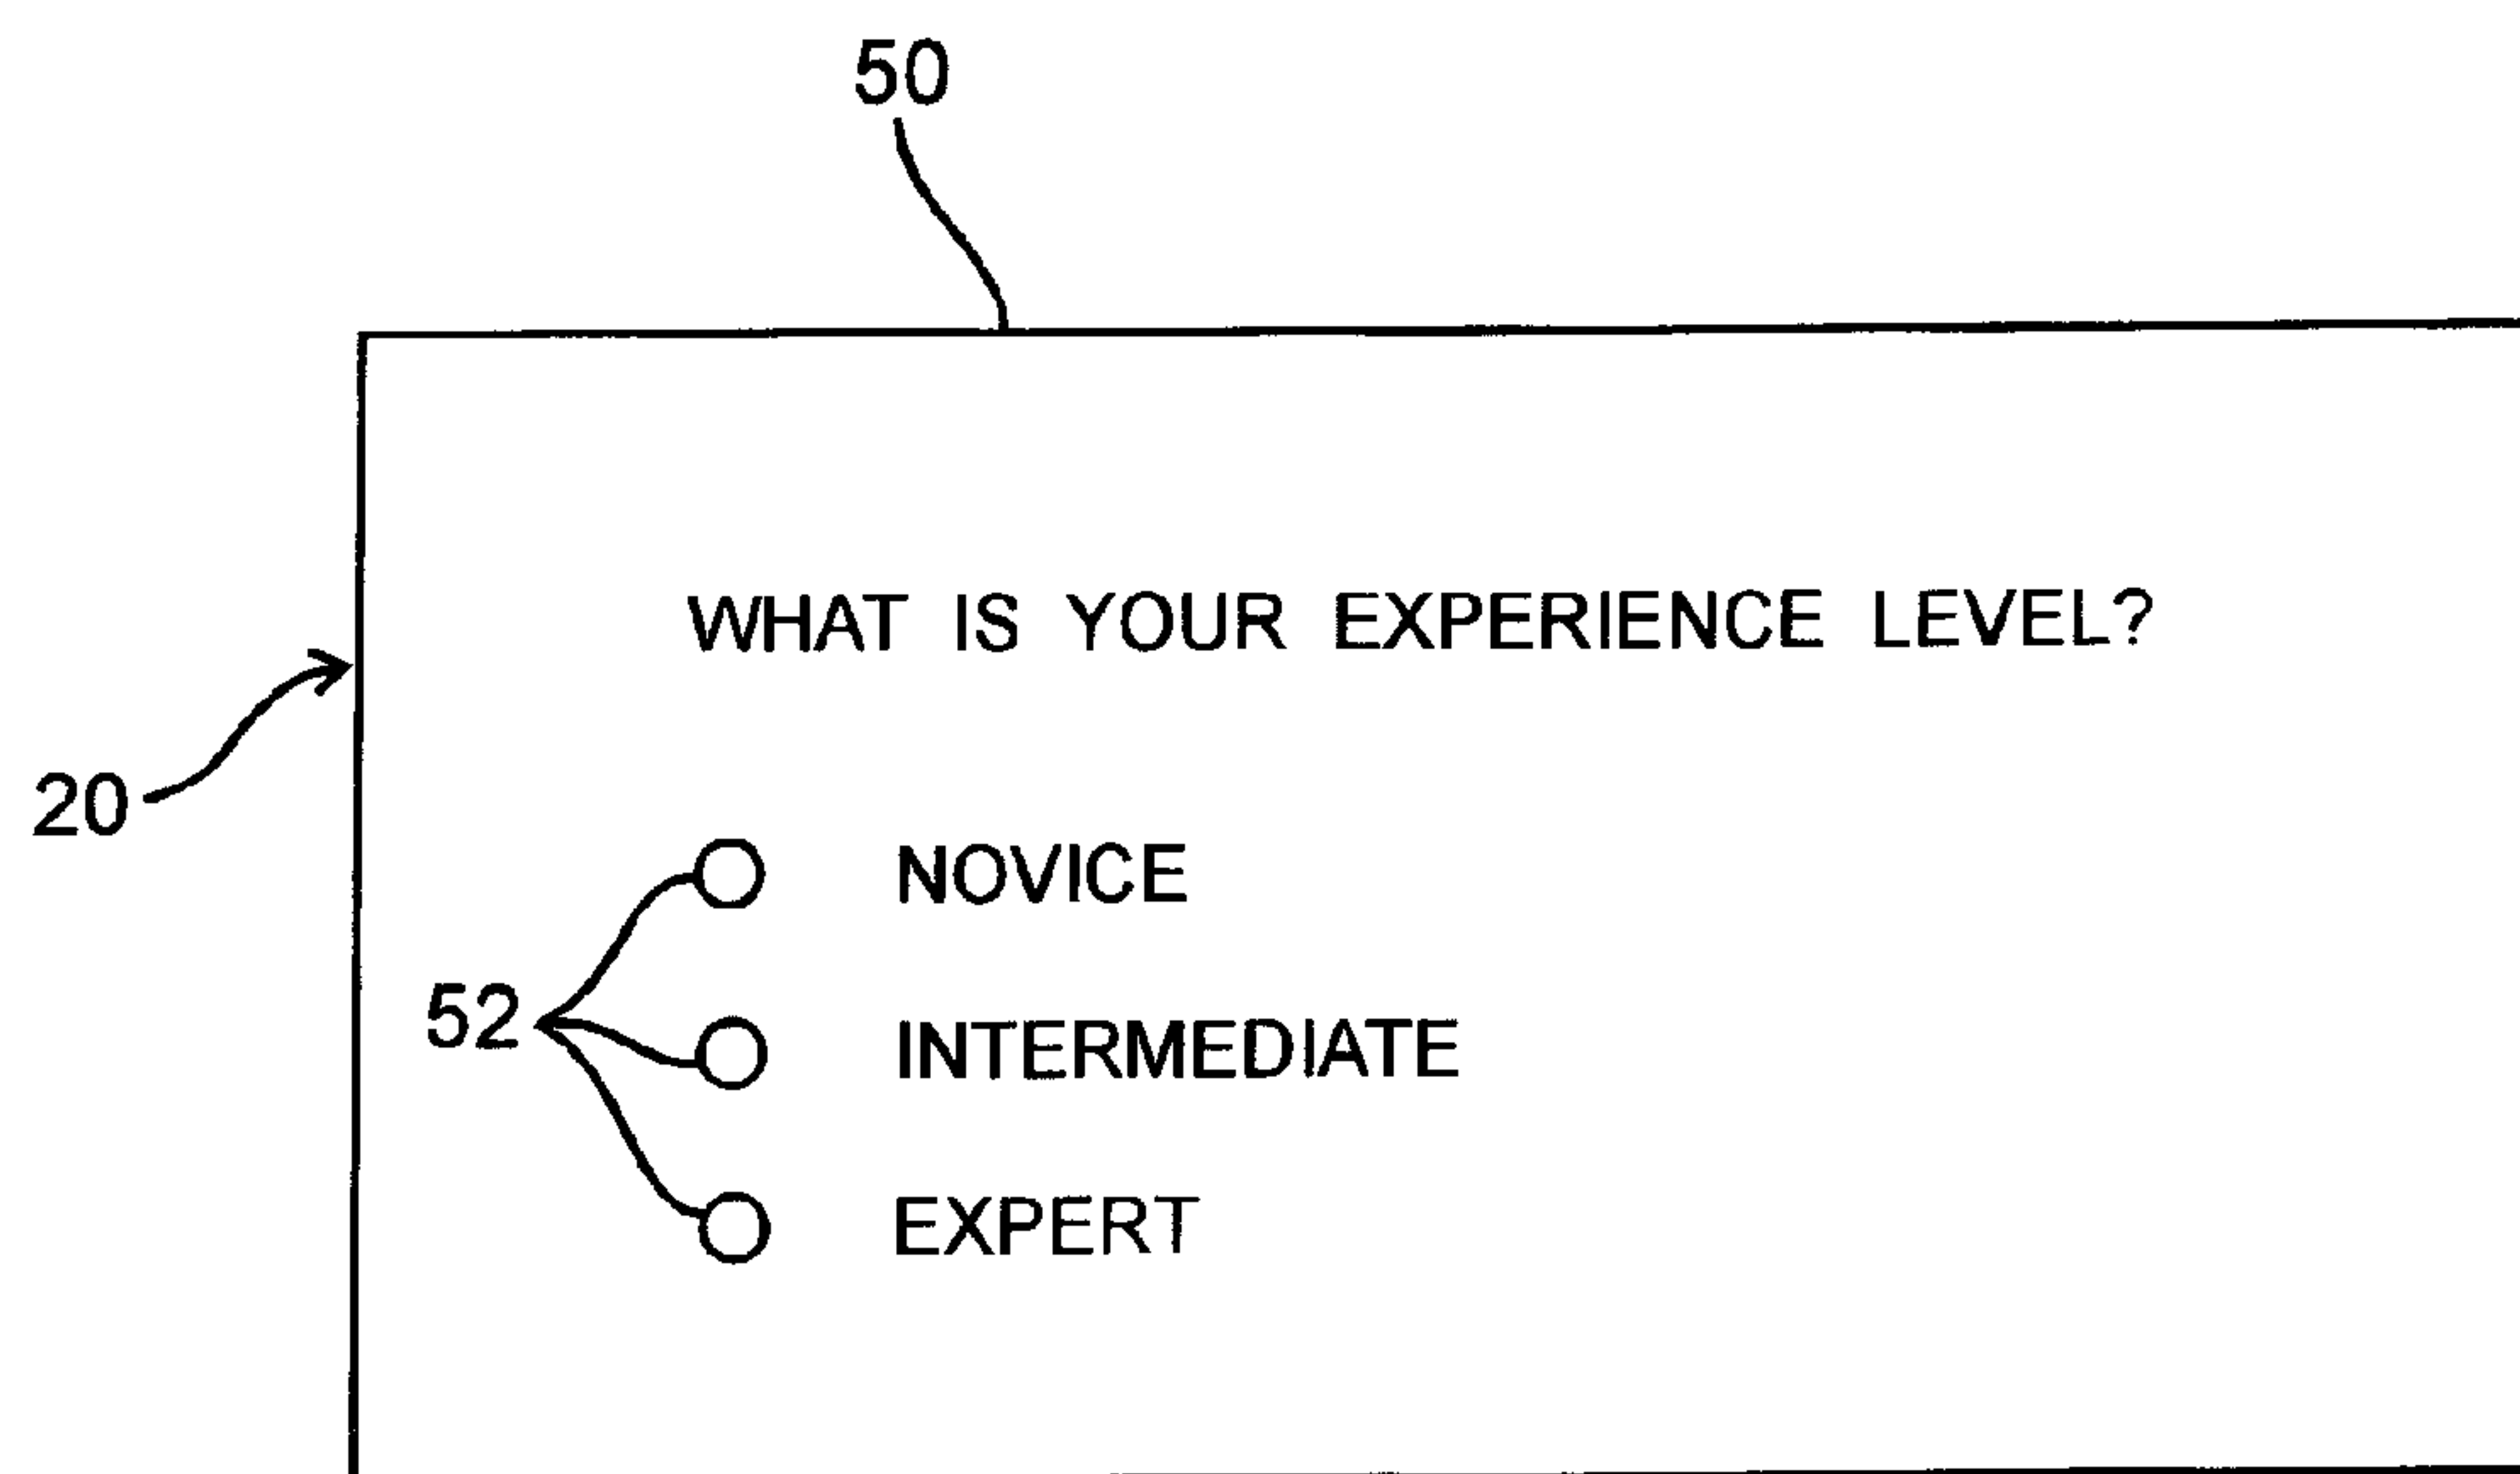 50
WHAT IS YOUR EXPERIENCE LEVEL?
20
NOVICE
52
INTERMEDIATE
EXPERT